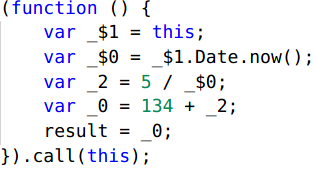 (function () {
    var _$1 = this;
    var _$0 = _$1.Date.now();
    var _2 = 5 / _$0;
    var _0 = 134 + _2;
    result = _0;
}).call(this);